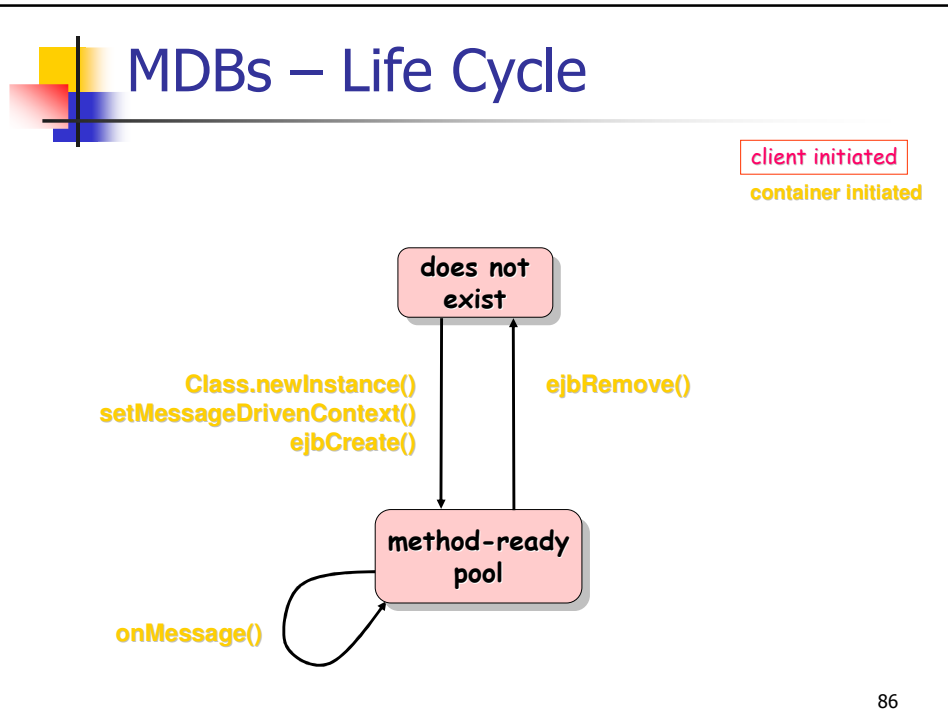 MDBs – Life Cycle
client initiated
container initiated
does not
exist
Class.newInstance()
setMessageDrivenContext()
ejbCreate()
ejbRemove()
method-ready
pool
onMessage()
86